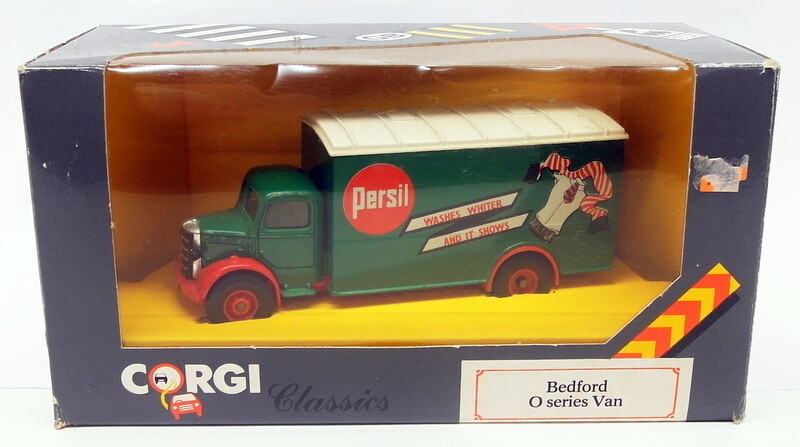 Persil
WASHES WHITER
AND IT SHOWS
CORGI
Classics
Bedford
O series Van